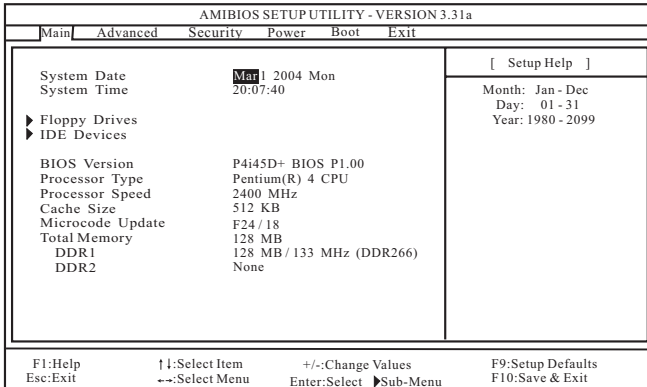 AMIBIOS SETUP UTILITY - VERSION 3.31a
Main Advanced Security Power Boot Exit
System Date Mar 1 2004 Mon
System Time 20:07:40
Floppy Drives
IDE Devices
BIOS Version P4i45D+ BIOS P1.00
Processor Type Pentium(R) 4 CPU
Processor Speed 2400 MHz
Cache Size 512 KB
Microcode Update F24 / 18
Total Memory 128 MB
DDR1 128 MB / 133 MHz (DDR266)
DDR2 None
[ Setup Help ]
Month: Jan - Dec
Day: 01 - 31
Year: 1980 - 2099
F1:Help ↑↓:Select Item +/-:Change Values F9:Setup Defaults
Esc:Exit ←→:Select Menu Enter:Select ▶Sub-Menu F10:Save & Exit